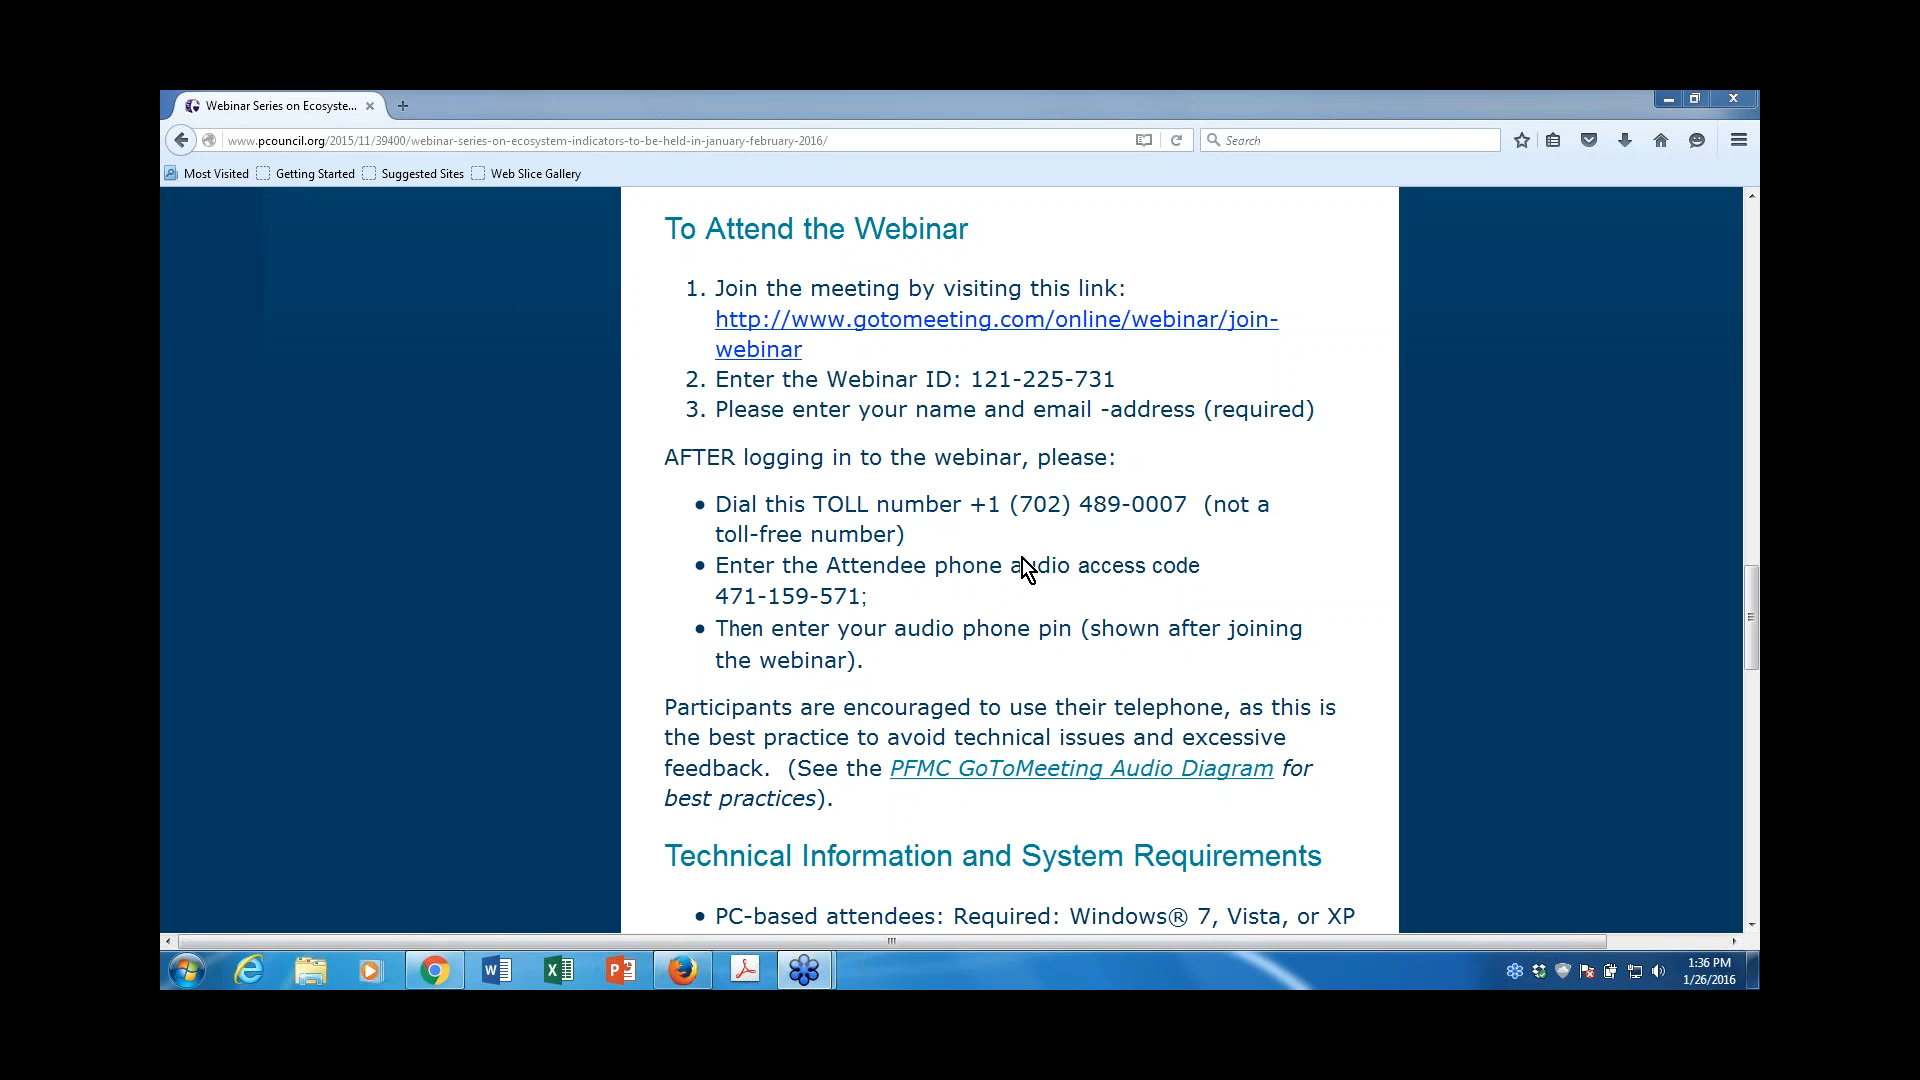 Webinar Series on Ecosyste...
www.pcouncil.org/2015/11/39400/webinar-series-on-ecosystem-indicators-to-be-held-in-january-february-2016/
Search
Most Visited Getting Started Suggested Sites Web Slice Gallery
To Attend the Webinar
1. Join the meeting by visiting this link:
http://www.gotomeeting.com/online/webinar/join-
webinar
2. Enter the Webinar ID: 121-225-731
3. Please enter your name and email -address (required)
AFTER logging in to the webinar, please:
• Dial this TOLL number +1 (702) 489-0007 (not a
toll-free number)
• Enter the Attendee phone audio access code
471-159-571;
• Then enter your audio phone pin (shown after joining
the webinar).
Participants are encouraged to use their telephone, as this is
the best practice to avoid technical issues and excessive
feedback. (See the PFMC GoToMeeting Audio Diagram for
best practices).
Technical Information and System Requirements
• PC-based attendees: Required: Windows® 7, Vista, or XP
1:36 PM
1/26/2016